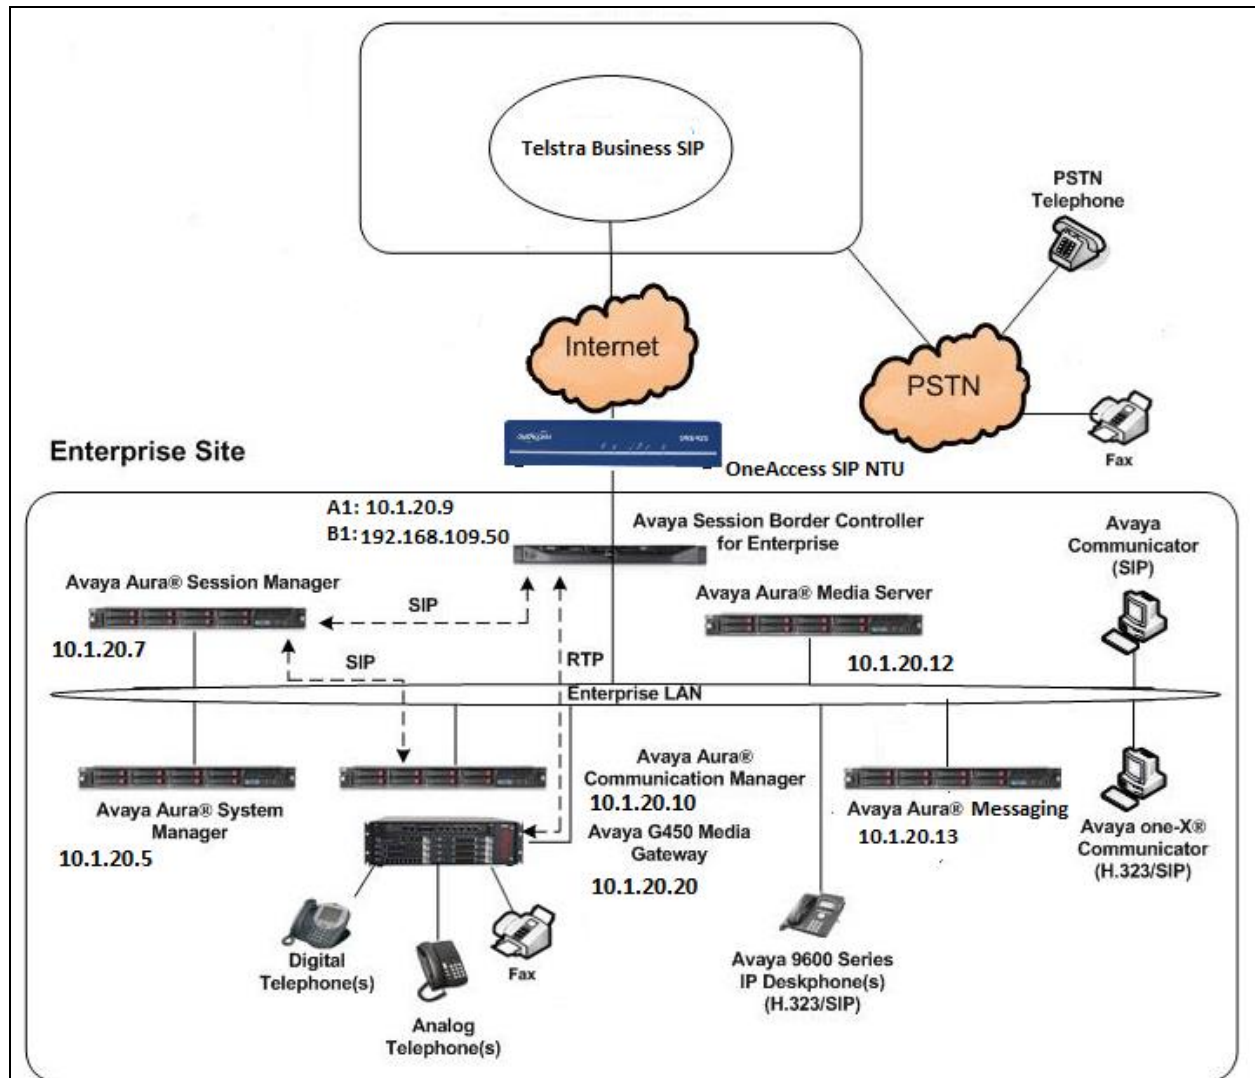 Telstra Business SIP
PSTN
Telephone
Internet
PSTN
Fax
Enterprise Site
OneAccess SIP NTU
A1: 10.1.20.9
B1: 192.168.109.50
Avaya Session Border Controller
for Enterprise
Avaya
Communicator
(SIP)
Avaya Aura® Session Manager
SIP
Avaya Aura® Media Server
10.1.20.7
SIP
RTP
10.1.20.12
Enterprise LAN
Avaya Aura® System
Manager
10.1.20.5
Avaya Aura®
Communication Manager
10.1.20.10
Avaya G450 Media
Gateway
10.1.20.20
Avaya Aura® Messaging
10.1.20.13
Avaya one-X®
Communicator
(H.323/SIP)
Digital
Telephone(s)
Analog
Telephone(s)
Fax
Avaya 9600 Series
IP Deskphone(s)
(H.323/SIP)